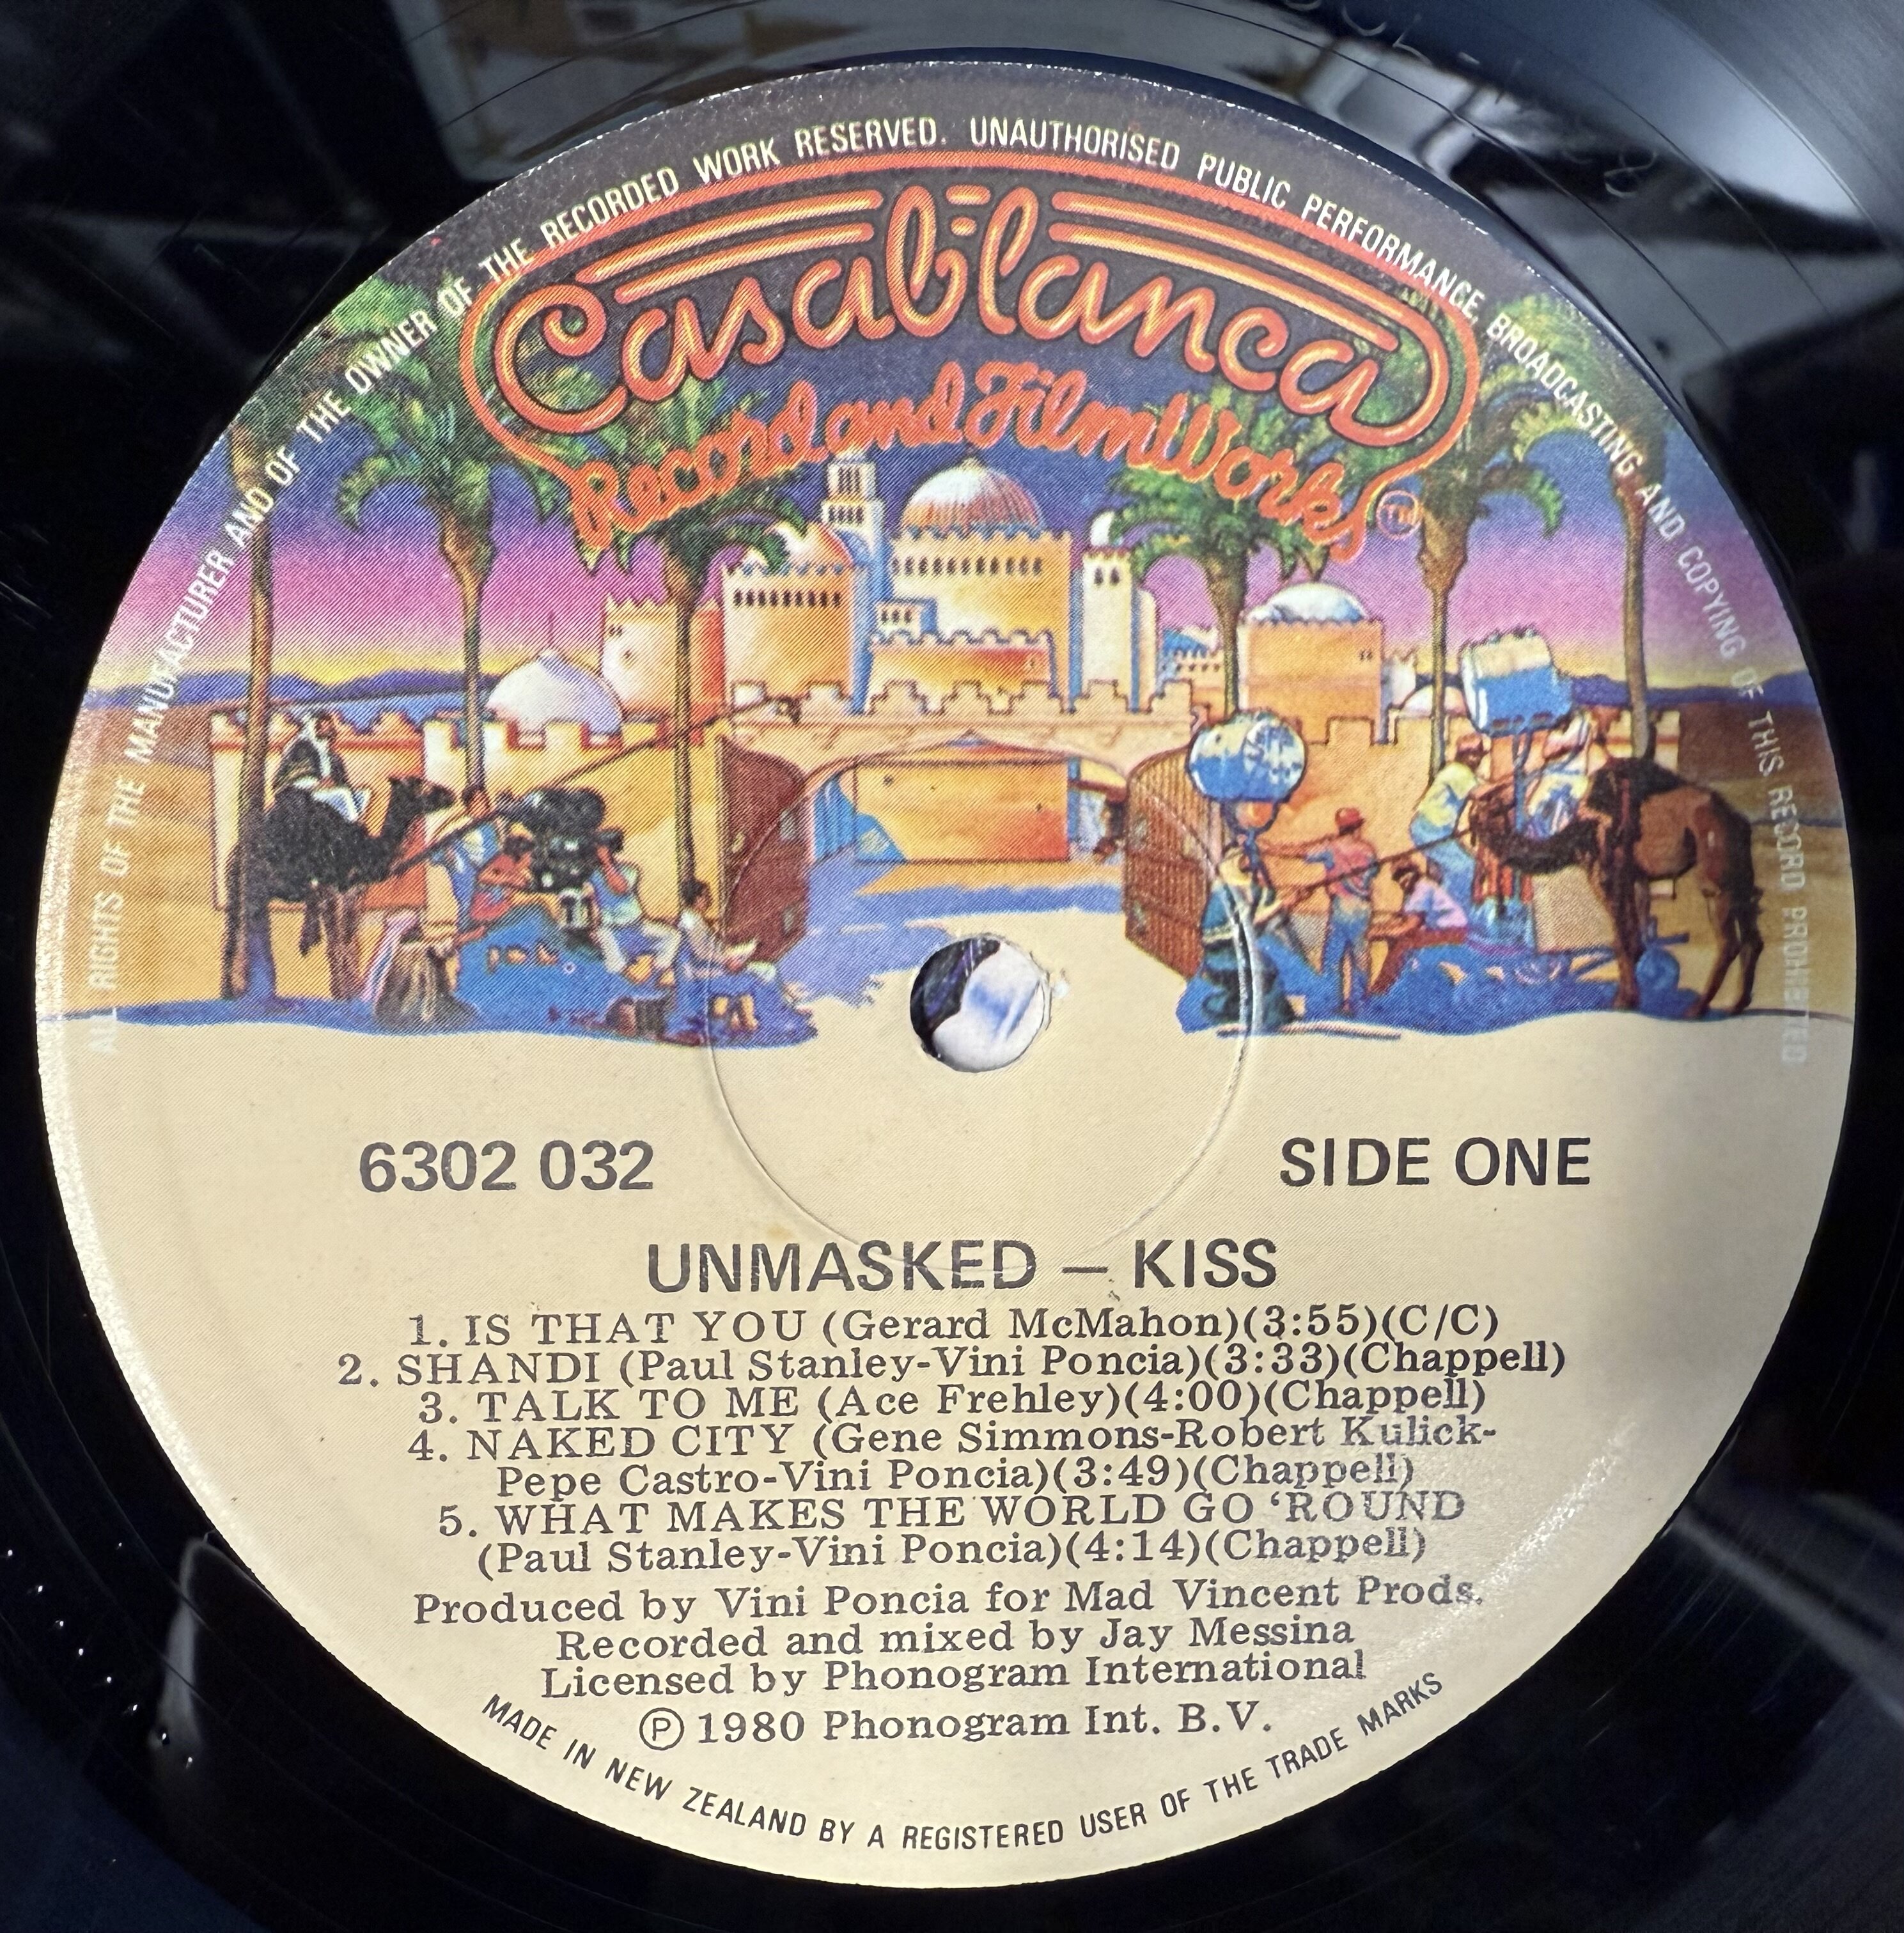 ALL RIGHTS OF THE MANUFACTURER AND OF THE OWNER OF THE RECORDED WORK RESERVED. UNAUTHORISED PUBLIC PERFORMANCE, BROADCASTING AND COPYING OF THIS RECORD PROHIBITED
Casablanca
Record and FilmWorks
6302 032
SIDE ONE
UNMASKED – KISS
1. IS THAT YOU (Gerard McMahon)(3:55)(C/C)
2. SHANDI (Paul Stanley-Vini Poncia)(3:33)(Chappell)
3. TALK TO ME (Ace Frehley)(4:00)(Chappell)
4. NAKED CITY (Gene Simmons-Robert Kulick-
Pepe Castro-Vini Poncia)(3:49)(Chappell)
5. WHAT MAKES THE WORLD GO ‘ROUND
(Paul Stanley-Vini Poncia)(4:14)(Chappell)
Produced by Vini Poncia for Mad Vincent Prods.
Recorded and mixed by Jay Messina
Licensed by Phonogram International
℗ 1980 Phonogram Int. B.V.
MADE IN NEW ZEALAND BY A REGISTERED USER OF THE TRADE MARKS